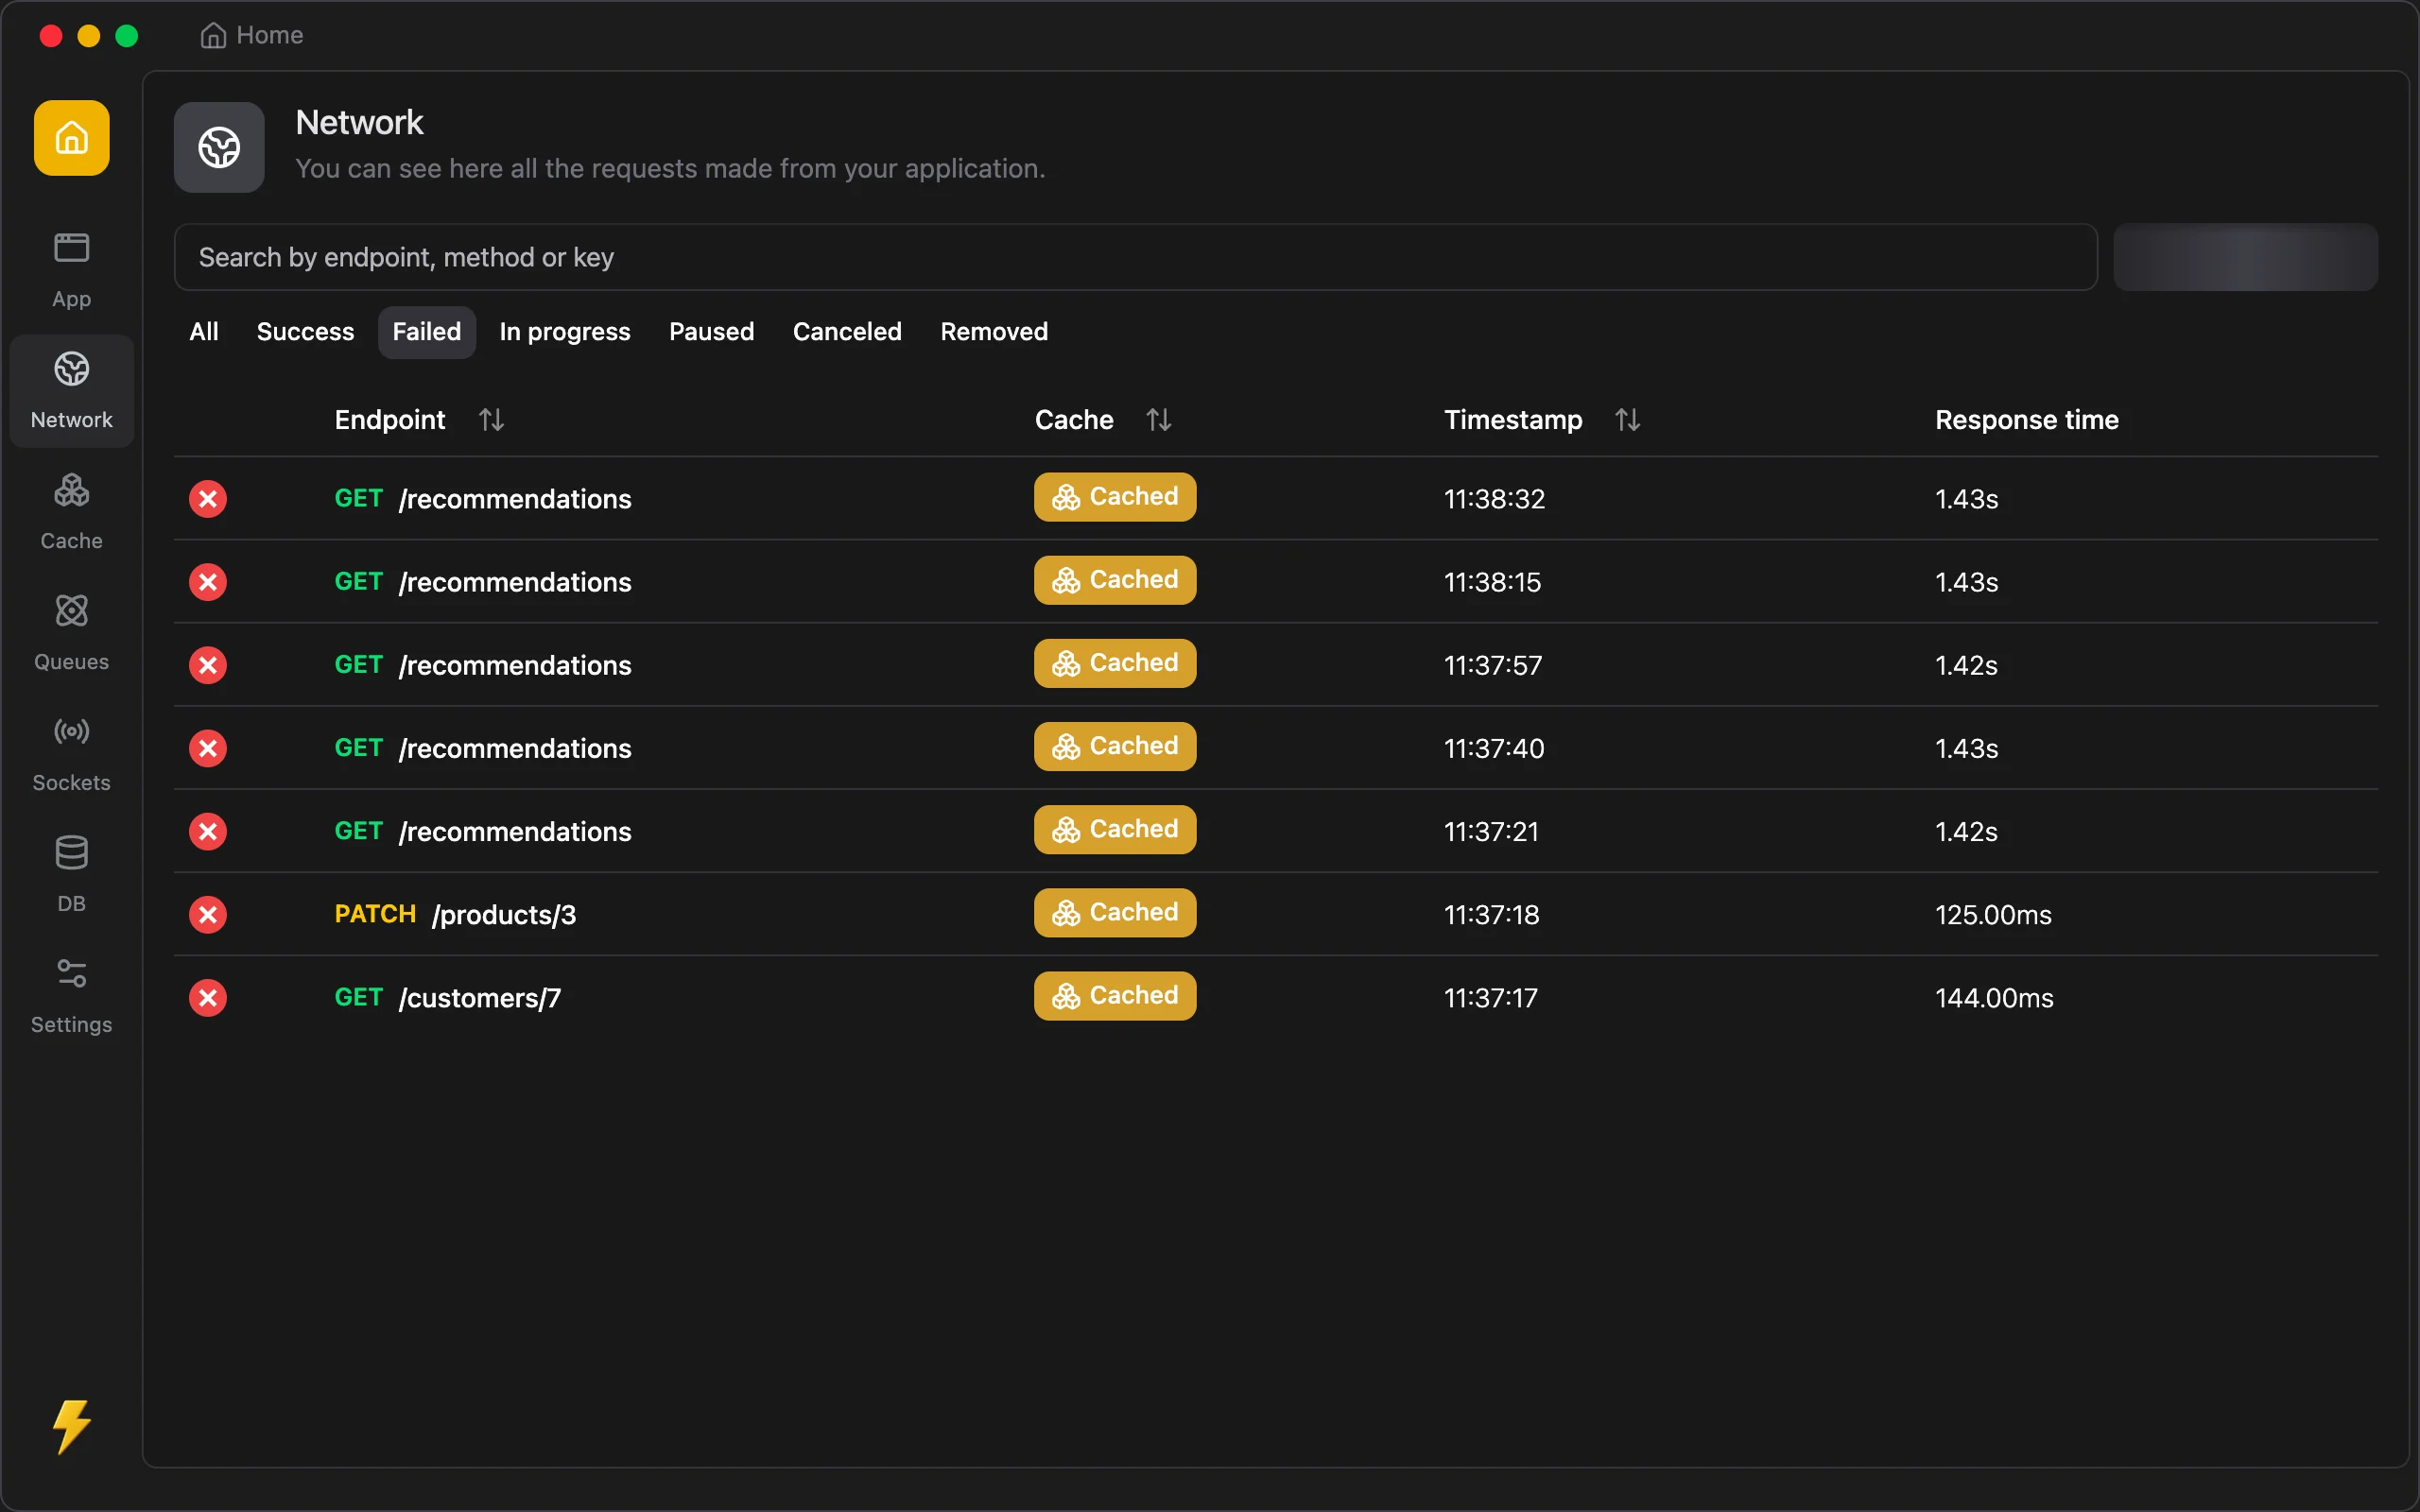 Home
Network
You can see here all the requests made from your application.
Search by endpoint, method or key
All Success Failed In progress Paused Canceled Removed
App
Network
Cache
Queues
Sockets
DB
Settings
Endpoint Cache Timestamp Response time
GET /recommendations Cached 11:38:32 1.43s
GET /recommendations Cached 11:38:15 1.43s
GET /recommendations Cached 11:37:57 1.42s
GET /recommendations Cached 11:37:40 1.43s
GET /recommendations Cached 11:37:21 1.42s
PATCH /products/3 Cached 11:37:18 125.00ms
GET /customers/7 Cached 11:37:17 144.00ms